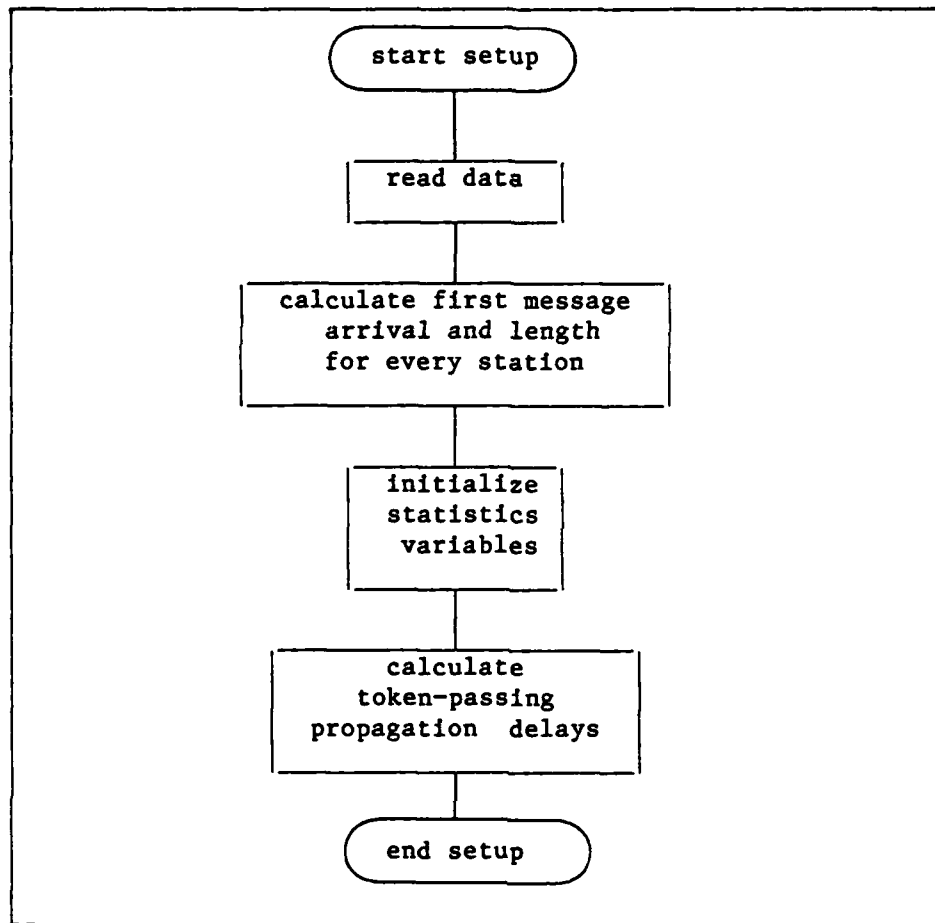 start setup
read data
calculate first message
arrival and length
for every station
initialize
statistics
variables
calculate
token-passing
propagation delays
end setup